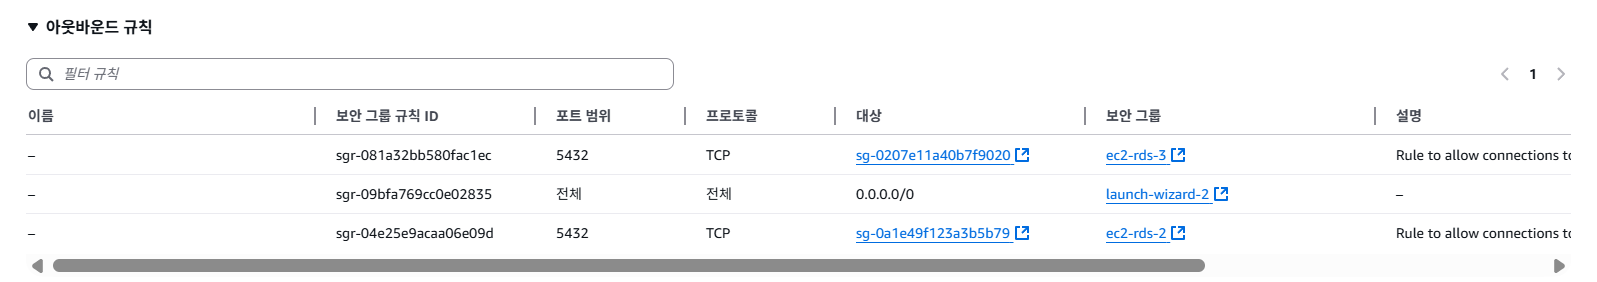 아웃바운드 규칙
필터 규칙
1
이름 보안 그룹 규칙 ID 포트 범위 프로토콜 대상 보안 그룹 설명
– sgr-081a32bb580fac1ec 5432 TCP sg-0207e11a40b7f9020 ec2-rds-3 Rule to allow connections to
– sgr-09bfa769cc0e02835 전체 전체 0.0.0.0/0 launch-wizard-2 –
– sgr-04e25e9acaa06e09d 5432 TCP sg-0a1e49f123a3b5b79 ec2-rds-2 Rule to allow connections to